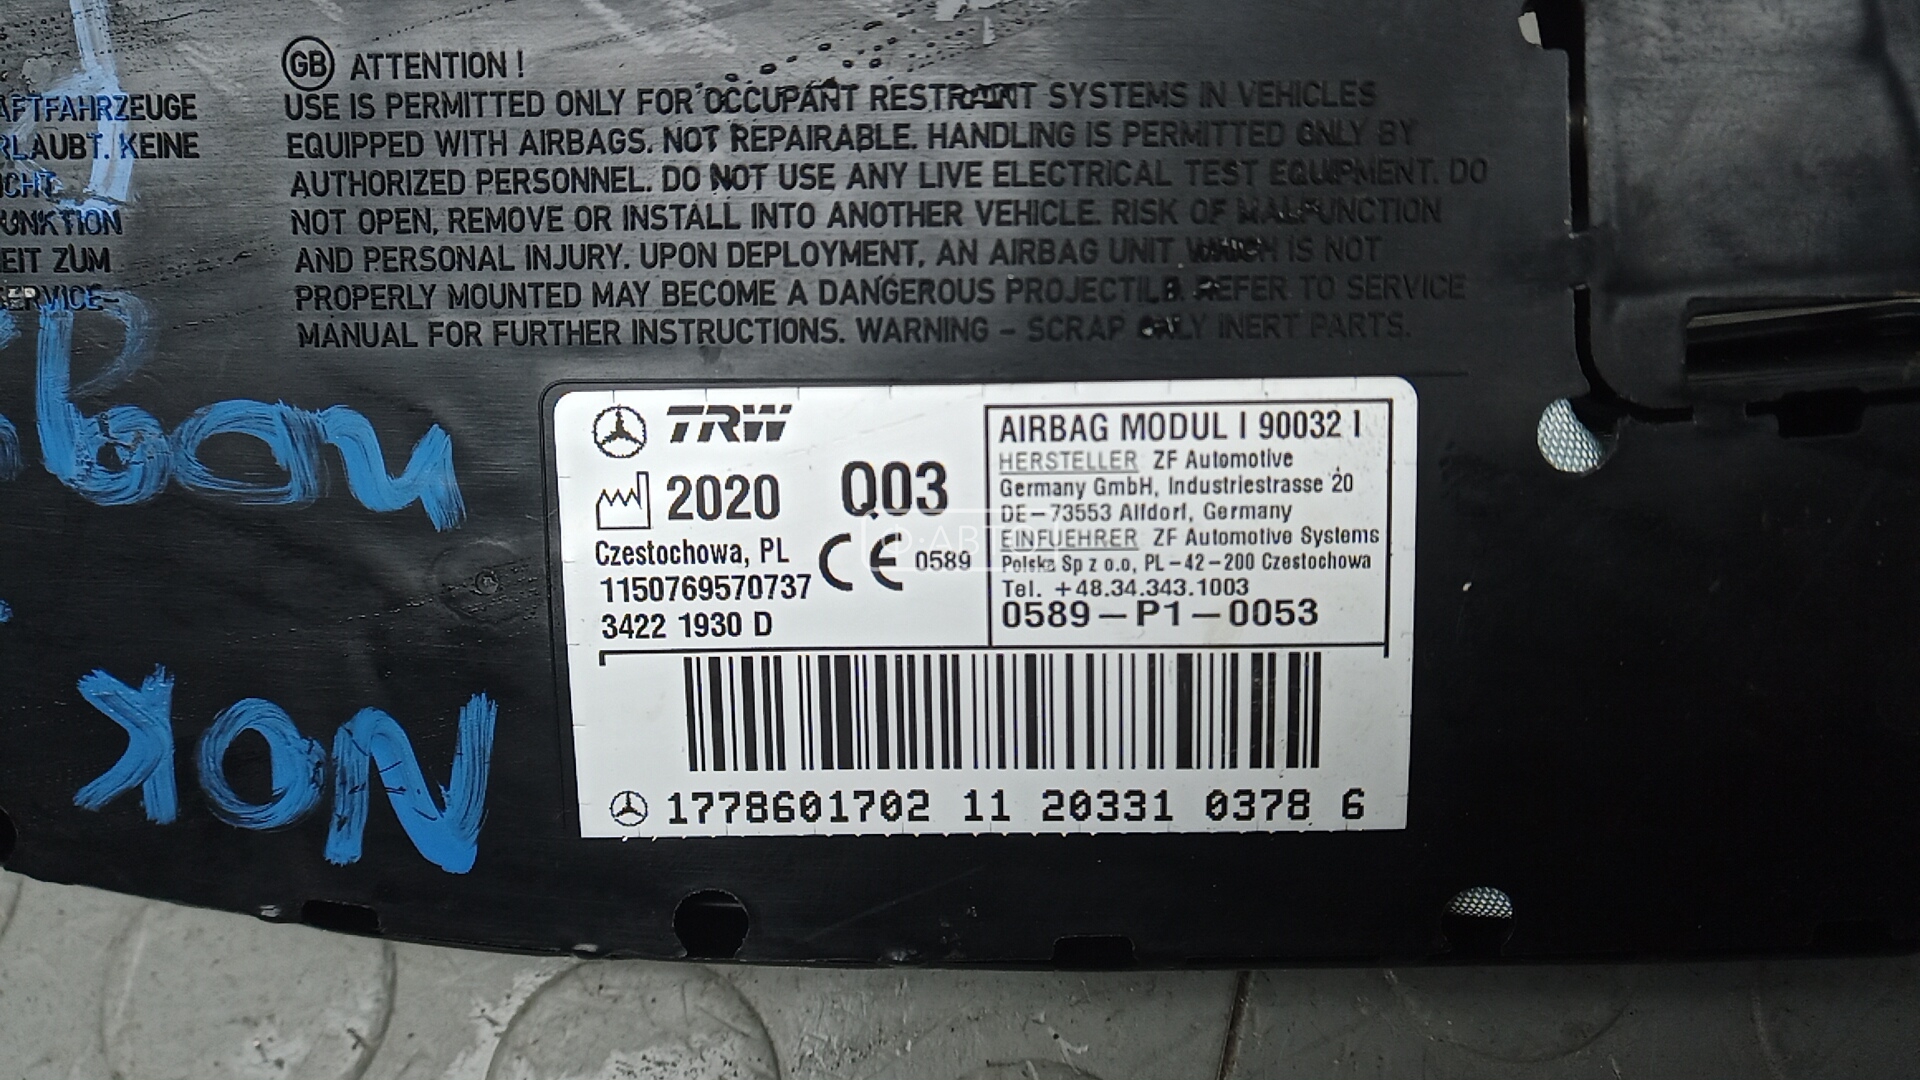 AFTFAHRZEUGE
RLAUBT. KEINE
ICHT
UNKTION
EIT ZUM
SERVICE-
GB ATTENTION !
USE IS PERMITTED ONLY FOR OCCUPANT RESTRAINT SYSTEMS IN VEHICLES
EQUIPPED WITH AIRBAGS. NOT REPAIRABLE. HANDLING IS PERMITTED ONLY BY
AUTHORIZED PERSONNEL. DO NOT USE ANY LIVE ELECTRICAL TEST EQUIPMENT. DO
NOT OPEN, REMOVE OR INSTALL INTO ANOTHER VEHICLE. RISK OF MALFUNCTION
AND PERSONAL INJURY. UPON DEPLOYMENT, AN AIRBAG UNIT WHICH IS NOT
PROPERLY MOUNTED MAY BECOME A DANGEROUS PROJECTILE. REFER TO SERVICE
MANUAL FOR FURTHER INSTRUCTIONS. WARNING - SCRAP ONLY INERT PARTS.
NOK
TRW
2020 Q03
Czestochowa, PL
CE 0589
1150769570737
3422 1930 D
AIRBAG MODUL I 90032 I
HERSTELLER ZF Automotive
Germany GmbH, Industriestrasse 20
DE-73553 Alfdorf, Germany
EINFUEHRER ZF Automotive Systems
Polska Sp z o.o, PL-42-200 Czestochowa
Tel. +48.34.343.1003
0589-P1-0053
1778601702 11 20331 0378 6